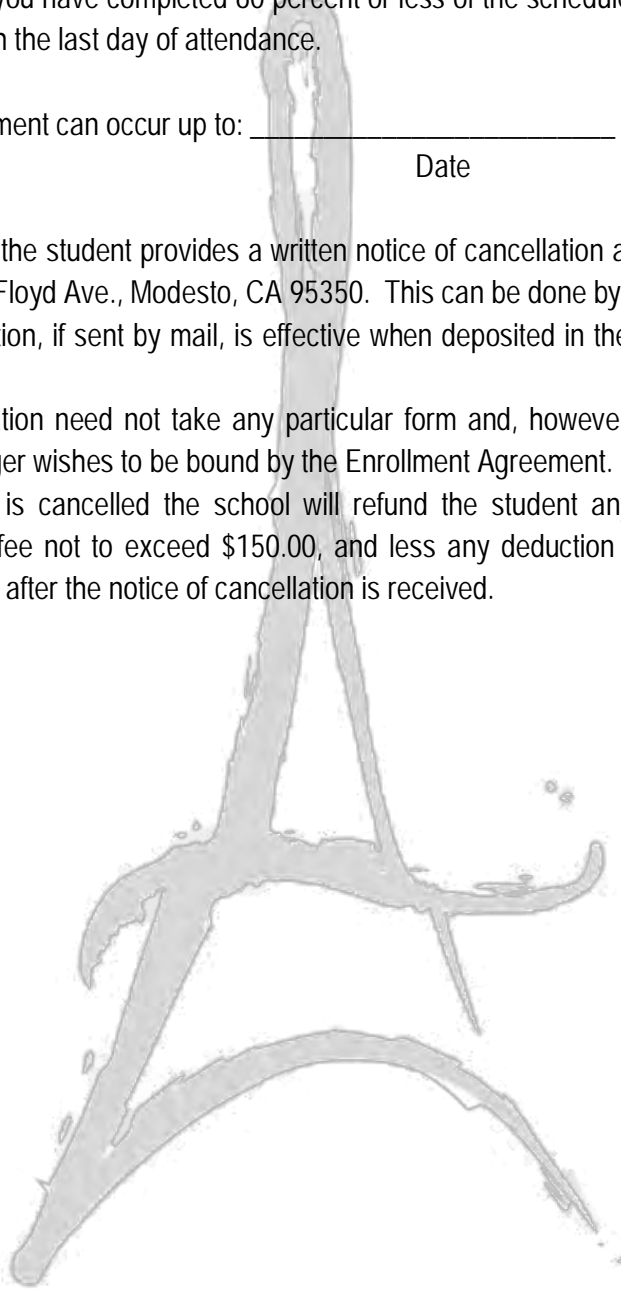 you have completed 60 percent or less of the schedule
n the last day of attendance.
ment can occur up to: _________________________
Date
the student provides a written notice of cancellation a
Floyd Ave., Modesto, CA 95350. This can be done by
tion, if sent by mail, is effective when deposited in the
tion need not take any particular form and, howeve
ger wishes to be bound by the Enrollment Agreement.
is cancelled the school will refund the student an
fee not to exceed $150.00, and less any deduction
after the notice of cancellation is received.